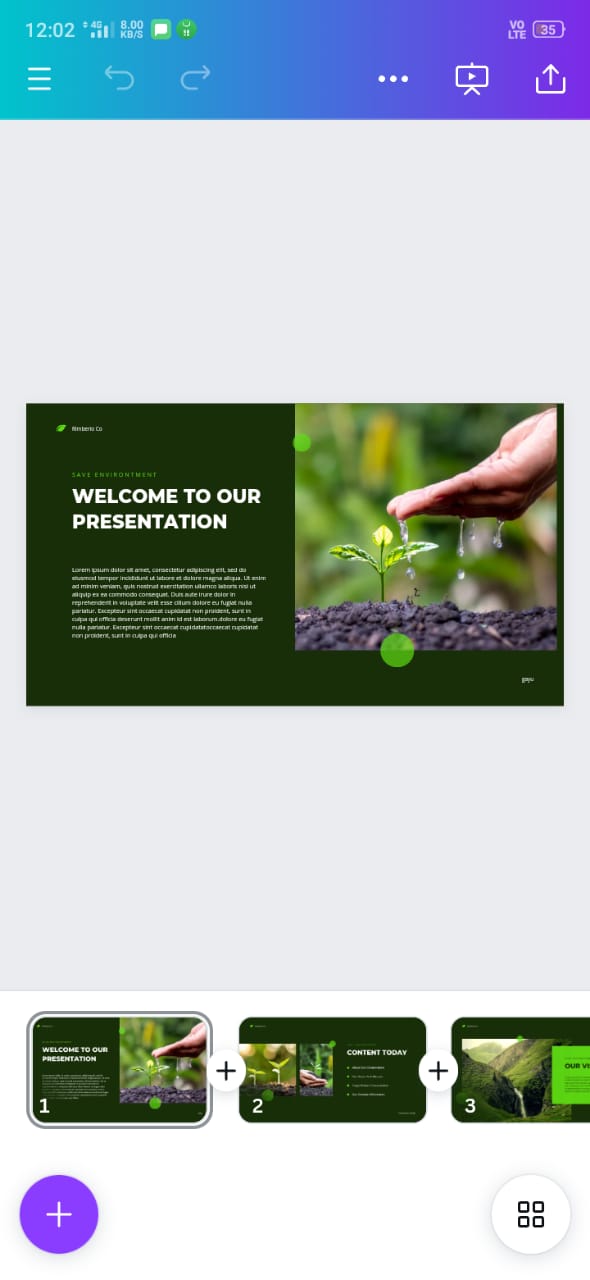 12:02
4G
8.00
KB/S
VO
LTE
35
Rimberio Co
SAVE ENVIRONTMENT
WELCOME TO OUR
PRESENTATION
Lorem ipsum dolor sit amet, consectetur adipiscing elit, sed do
eiusmod tempor incididunt ut labore et dolore magna aliqua. Ut enim
ad minim veniam, quis nostrud exercitation ullamco laboris nisi ut
aliquip ex ea commodo consequat. Duis aute irure dolor in
reprehenderit in voluptate velit esse cillum dolore eu fugiat nulla
pariatur. Excepteur sint occaecat cupidatat non proident, sunt in
culpa qui officia deserunt mollit anim id est laborum.dolore eu fugiat
nulla pariatur. Excepteur sint occaecat cupidatatoccaecat cupidatat
non proident, sunt in culpa qui officia
WELCOME TO OUR
PRESENTATION
1
CONTENT TODAY
2
OUR VI
3